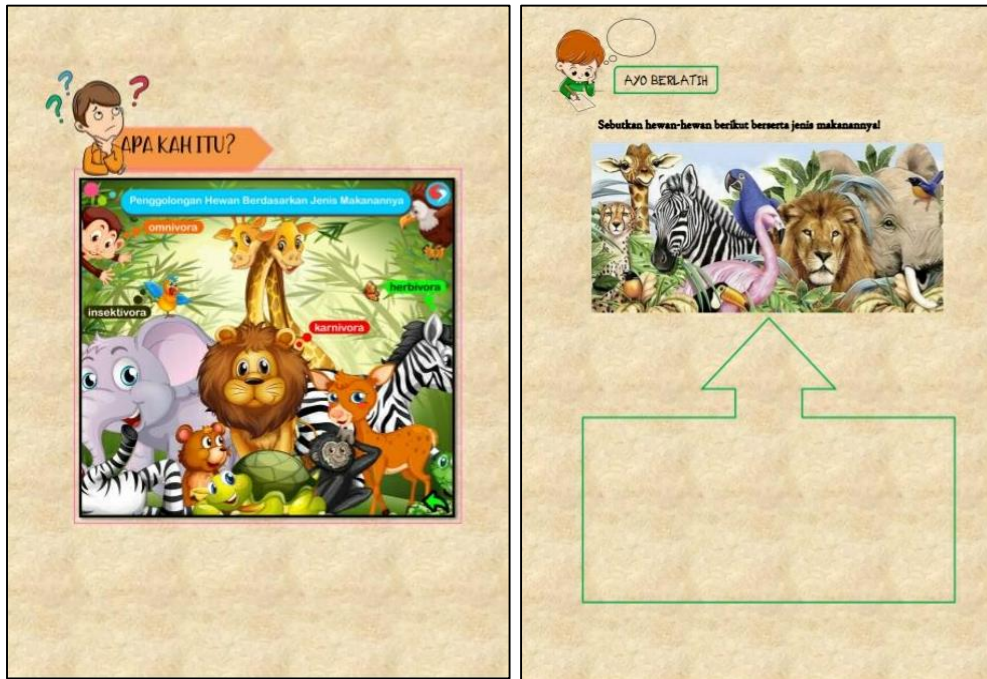 APA KAH ITU?
Penggolongan Hewan Berdasarkan Jenis Makanannya
omnivora
herbivora
insektivora
karnivora
AYO BERLATIH
Sebutkan hewan-hewan berikut berserta jenis makanannya!